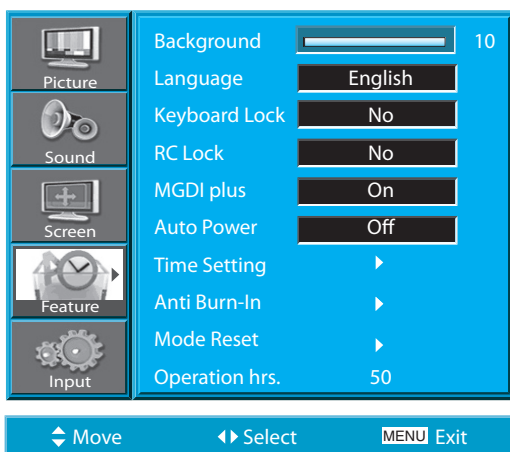 Picture
Sound
Screen
Feature
Input
Background 10
Language English
Keyboard Lock No
RC Lock No
MGDI plus On
Auto Power Off
Time Setting
Anti Burn-In
Mode Reset
Operation hrs. 50
Move Select MENU Exit